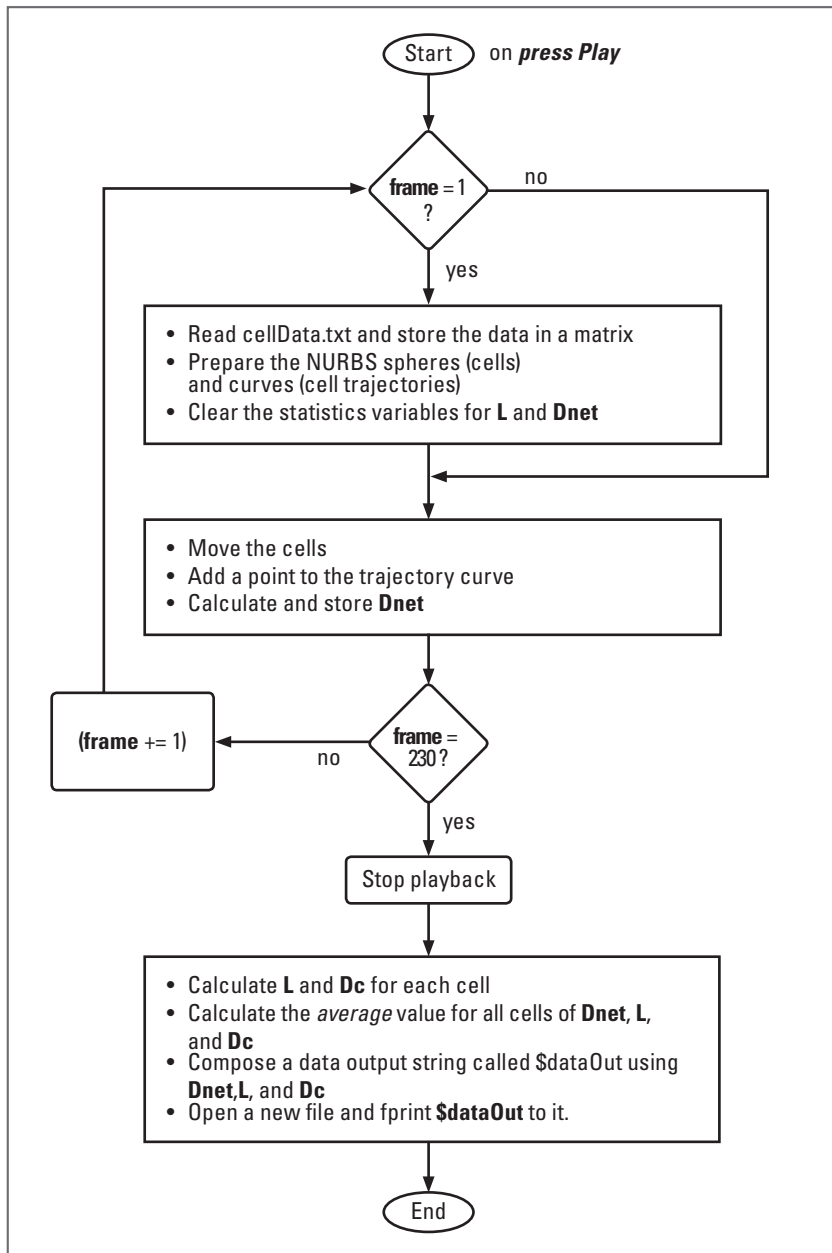 Start on press Play
frame = 1
?
no
yes
• Read cellData.txt and store the data in a matrix
• Prepare the NURBS spheres (cells)
and curves (cell trajectories)
• Clear the statistics variables for L and Dnet
• Move the cells
• Add a point to the trajectory curve
• Calculate and store Dnet
(frame += 1)
no
frame =
230 ?
yes
Stop playback
• Calculate L and Dc for each cell
• Calculate the average value for all cells of Dnet, L,
and Dc
• Compose a data output string called $dataOut using
Dnet,L, and Dc
• Open a new file and fprint $dataOut to it.
End